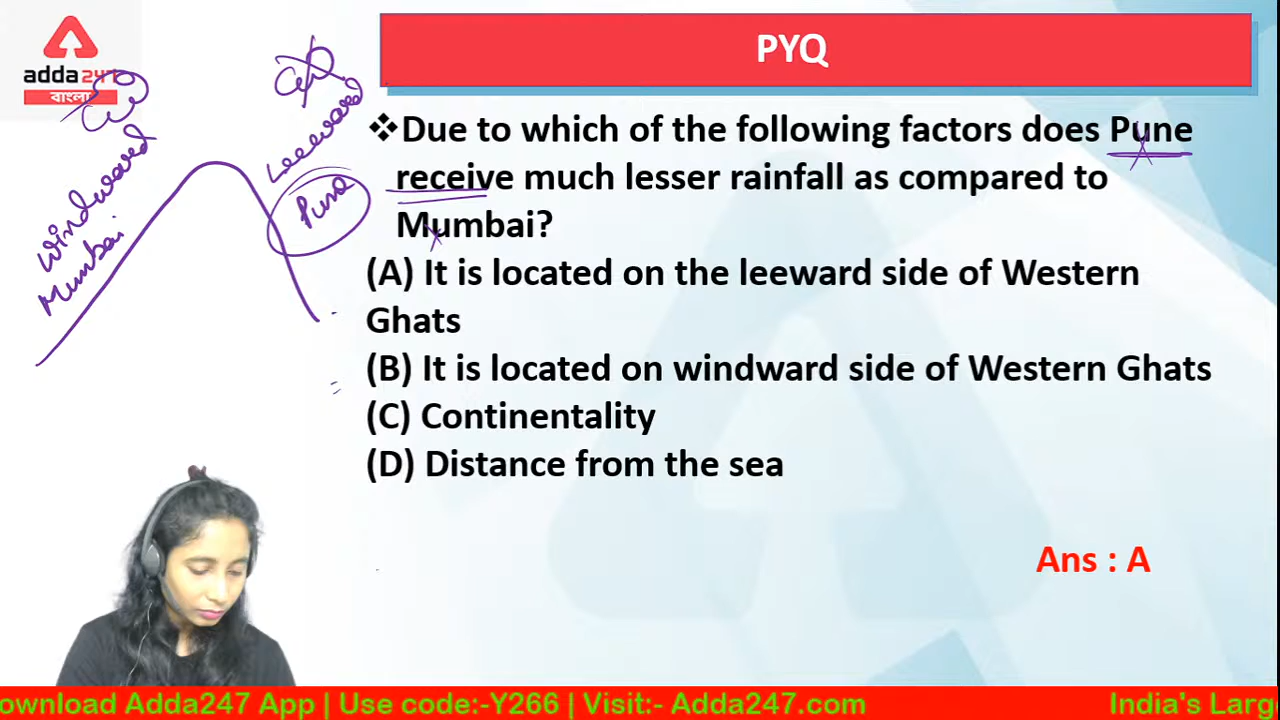 adda247
বাংলা
PYQ
Windward
Mumbai
Leeward
Pune
❖Due to which of the following factors does Pune
receive much lesser rainfall as compared to
Mumbai?
(A) It is located on the leeward side of Western
Ghats
(B) It is located on windward side of Western Ghats
(C) Continentality
(D) Distance from the sea
Ans : A
ownload Adda247 App | Use code:-Y266 | Visit:- Adda247.com India's Larg